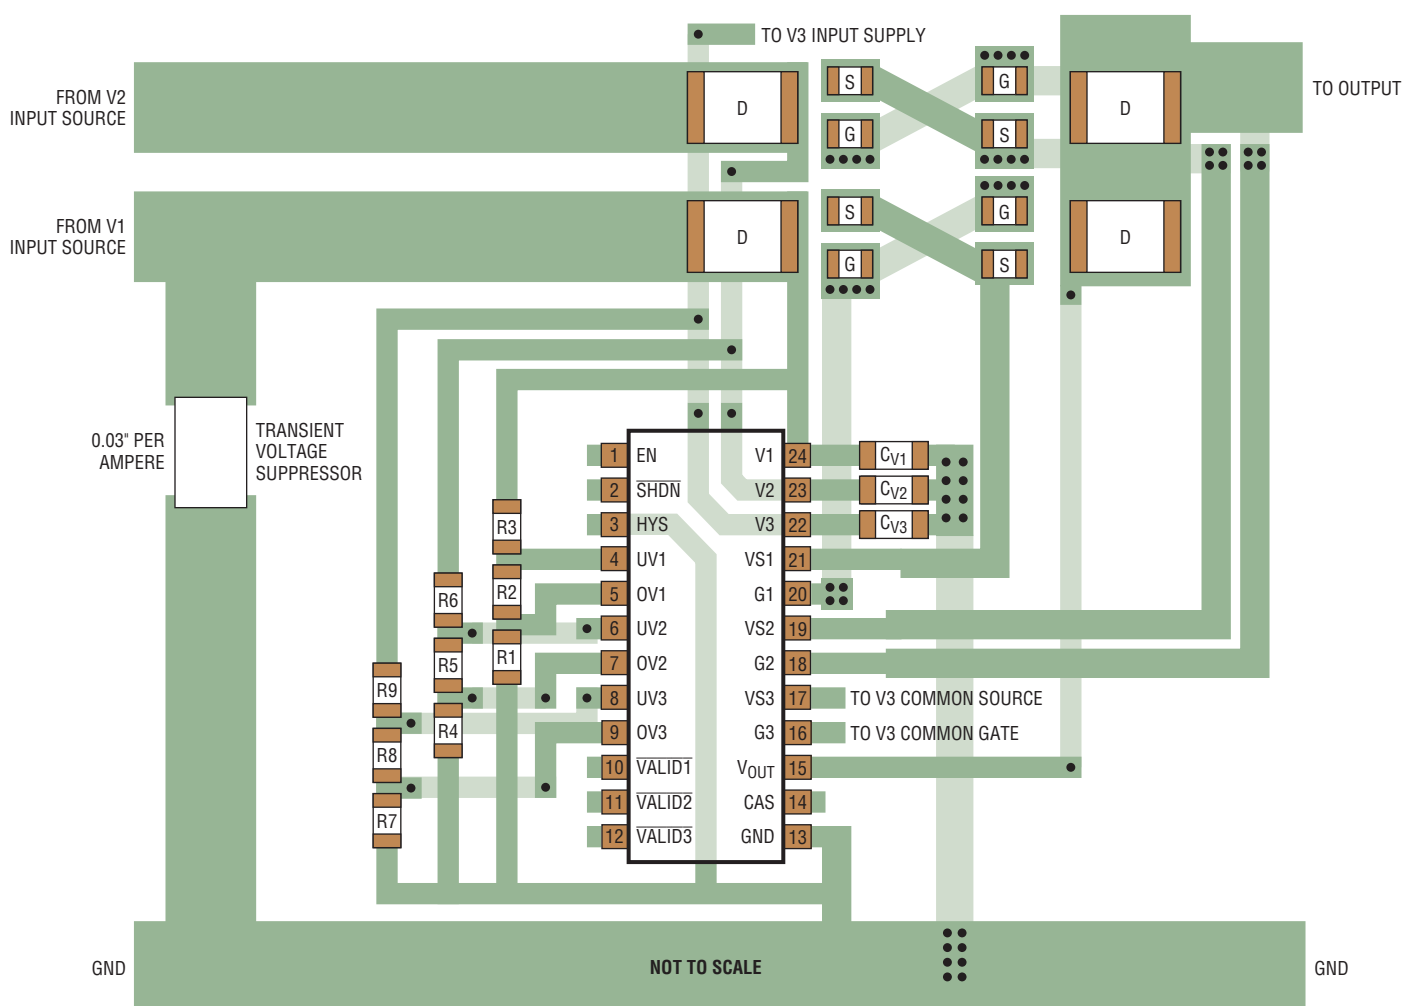 TO V3 INPUT SUPPLY
FROM V2
INPUT SOURCE
D
S
G
G
S
D
TO OUTPUT
FROM V1
INPUT SOURCE
D
S
G
G
S
D
0.03" PER
AMPERE
TRANSIENT
VOLTAGE
SUPPRESSOR
R3
R2
R1
R6
R5
R4
R9
R8
R7
1 EN
2 SHDN
3 HYS
4 UV1
5 OV1
6 UV2
7 OV2
8 UV3
9 OV3
10 VALID1
11 VALID2
12 VALID3
V1 24
V2 23
V3 22
VS1 21
G1 20
VS2 19
G2 18
VS3 17
G3 16
VOUT 15
CAS 14
GND 13
CV1
CV2
CV3
TO V3 COMMON SOURCE
TO V3 COMMON GATE
GND
NOT TO SCALE
GND